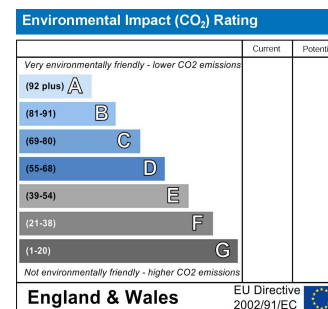 Environmental Impact (CO₂) Rating
Current
Very environmentally friendly - lower CO2 emissions
(92 plus) A
(81-91) B
(69-80) C
(55-68) D
(39-54) E
(21-38) F
(1-20) G
Not environmentally friendly - higher CO2 emissions
England & Wales
EU Directive
2002/91/EC